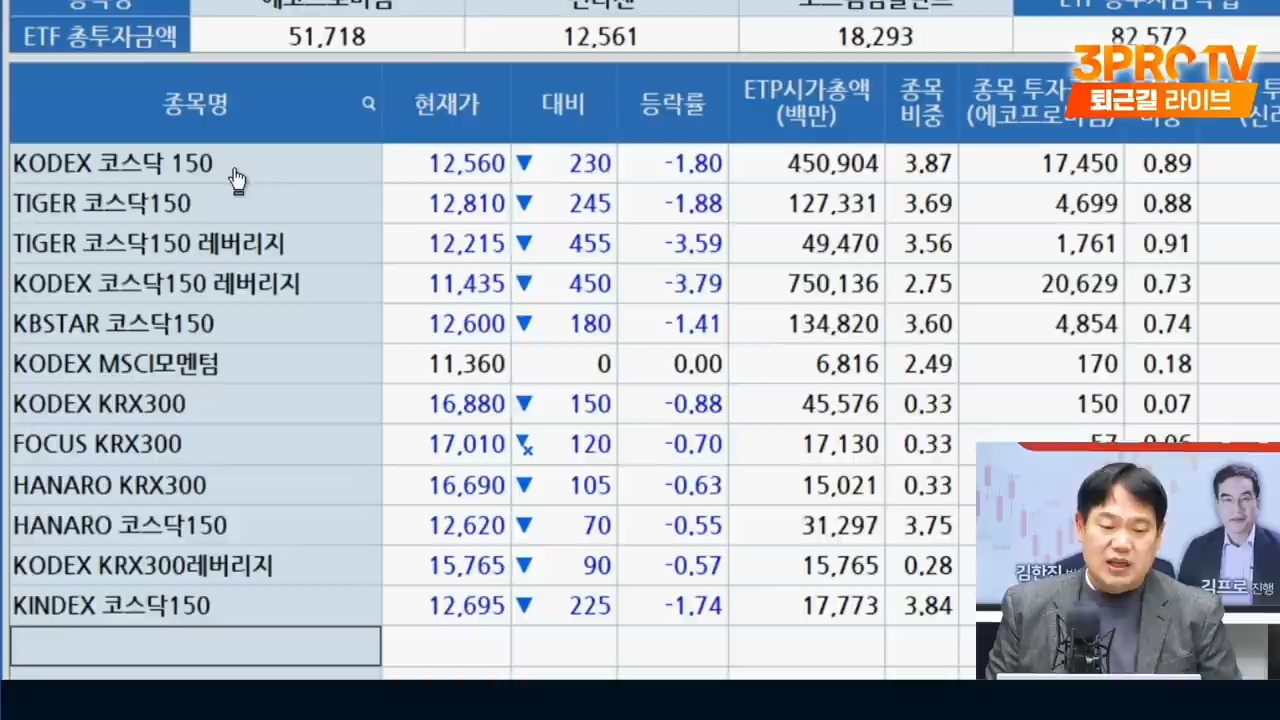 ETF 총투자금액 51,718 12,561 18,293 82,572
3PRO TV
퇴근길 라이브
종목명 현재가 대비 등락률 ETP시가총액 (백만) 종목 비중 종목 투자 (에코프로비엠)
KODEX 코스닥 150 12,560 ▼ 230 -1.80 450,904 3.87 17,450 0.89
TIGER 코스닥150 12,810 ▼ 245 -1.88 127,331 3.69 4,699 0.88
TIGER 코스닥150 레버리지 12,215 ▼ 455 -3.59 49,470 3.56 1,761 0.91
KODEX 코스닥150 레버리지 11,435 ▼ 450 -3.79 750,136 2.75 20,629 0.73
KBSTAR 코스닥150 12,600 ▼ 180 -1.41 134,820 3.60 4,854 0.74
KODEX MSCI모멘텀 11,360 0 0.00 6,816 2.49 170 0.18
KODEX KRX300 16,880 ▼ 150 -0.88 45,576 0.33 150 0.07
FOCUS KRX300 17,010 ▼ 120 -0.70 17,130 0.33 57 0.06
HANARO KRX300 16,690 ▼ 105 -0.63 15,021 0.33
HANARO 코스닥150 12,620 ▼ 70 -0.55 31,297 3.75
KODEX KRX300레버리지 15,765 ▼ 90 -0.57 15,765 0.28
KINDEX 코스닥150 12,695 ▼ 225 -1.74 17,773 3.84
김한진
김프로 진행